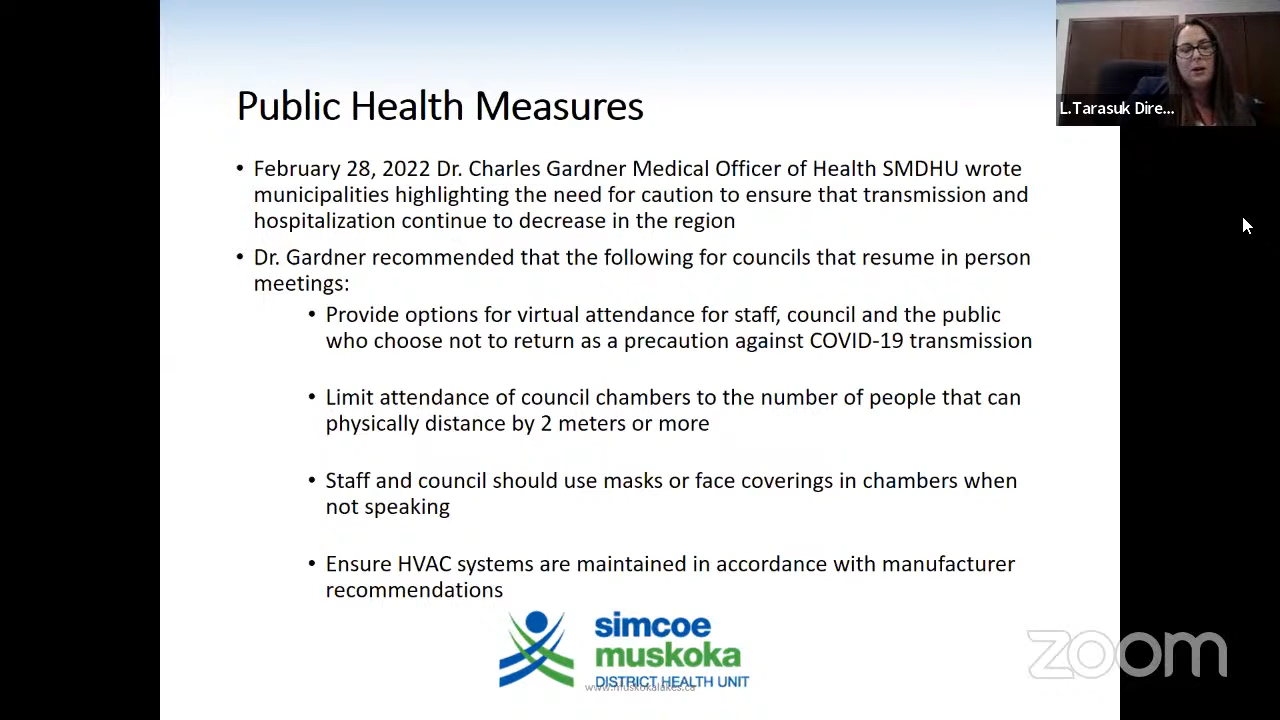 Public Health Measures
L.Tarasuk Dire...
• February 28, 2022 Dr. Charles Gardner Medical Officer of Health SMDHU wrote
municipalities highlighting the need for caution to ensure that transmission and
hospitalization continue to decrease in the region
• Dr. Gardner recommended that the following for councils that resume in person
meetings:
• Provide options for virtual attendance for staff, council and the public
who choose not to return as a precaution against COVID-19 transmission
• Limit attendance of council chambers to the number of people that can
physically distance by 2 meters or more
• Staff and council should use masks or face coverings in chambers when
not speaking
• Ensure HVAC systems are maintained in accordance with manufacturer
recommendations
simcoe
muskoka
DISTRICT HEALTH UNIT
www.muskokalakes.ca
zoom